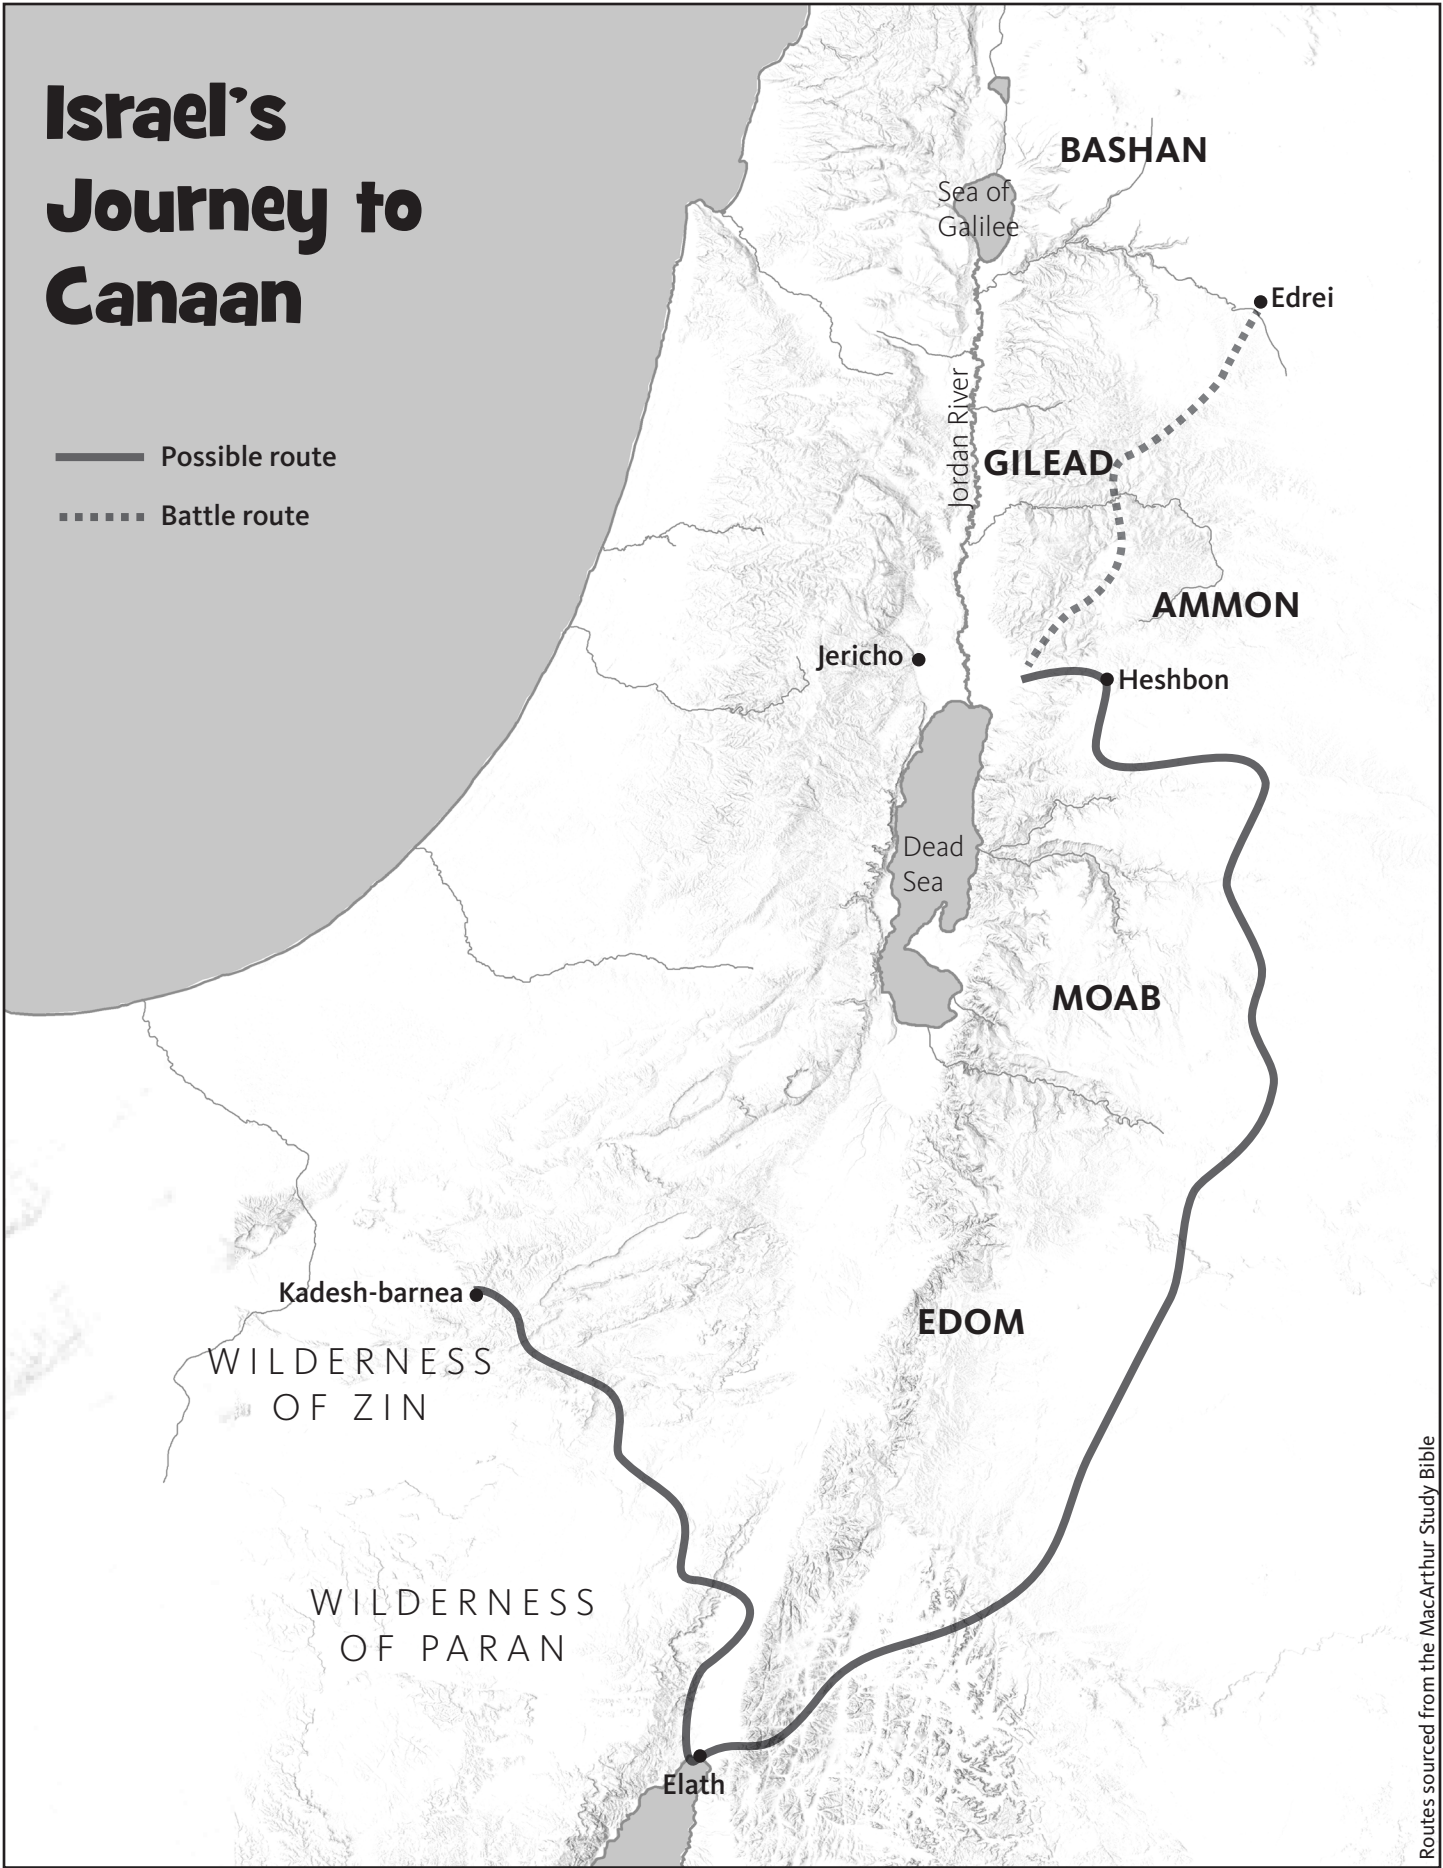 Israel's
Journey to
Canaan
Possible route
Battle route
BASHAN
Sea of
Galilee
Edrei
Jordan River
GILEAD
AMMON
Jericho
Heshbon
Dead
Sea
MOAB
Kadesh-barnea
WILDERNESS
OF ZIN
EDOM
WILDERNESS
OF PARAN
Elath
Routes sourced from the MacArthur Study Bible